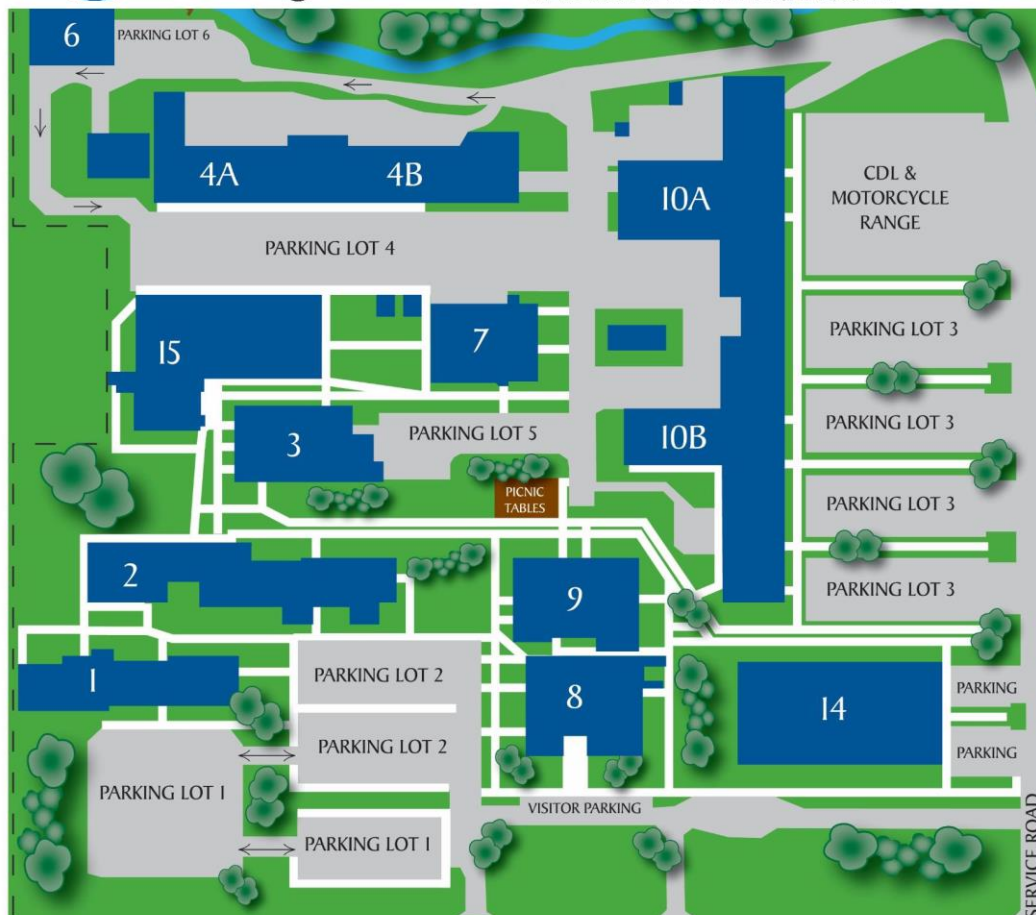 6
PARKING LOT 6
4A
4B
10A
CDL &
MOTORCYCLE
RANGE
PARKING LOT 4
15
7
PARKING LOT 3
3
PARKING LOT 5
10B
PARKING LOT 3
PICNIC
TABLES
PARKING LOT 3
2
9
PARKING LOT 3
1
PARKING LOT 2
8
14
PARKING
PARKING LOT 2
PARKING
PARKING LOT 1
VISITOR PARKING
PARKING LOT 1
SERVICE ROAD